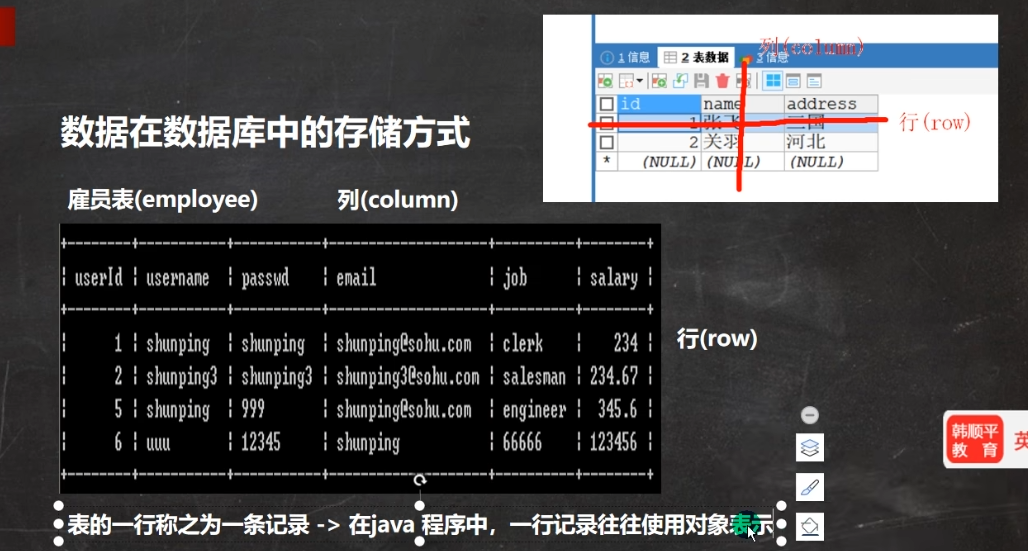 列(column)
1 信息 2 表数据 3 信息
id name address
1 张飞 三国
行(row)
2 关羽 河北
* (NULL) (NULL) (NULL)
数据在数据库中的存储方式
雇员表(employee) 列(column)
userId username passwd email job salary
1 shunping shunping shunping@sohu.com clerk 234
行(row)
2 shunping3 shunping3 shunping3@sohu.com salesman 234.67
5 shunping 999 shunping@sohu.com engineer 345.6
6 uuu 12345 shunping 66666 123456
韩顺平
教育
英
表的一行称之为一条记录 -> 在java 程序中，一行记录往往使用对象表示